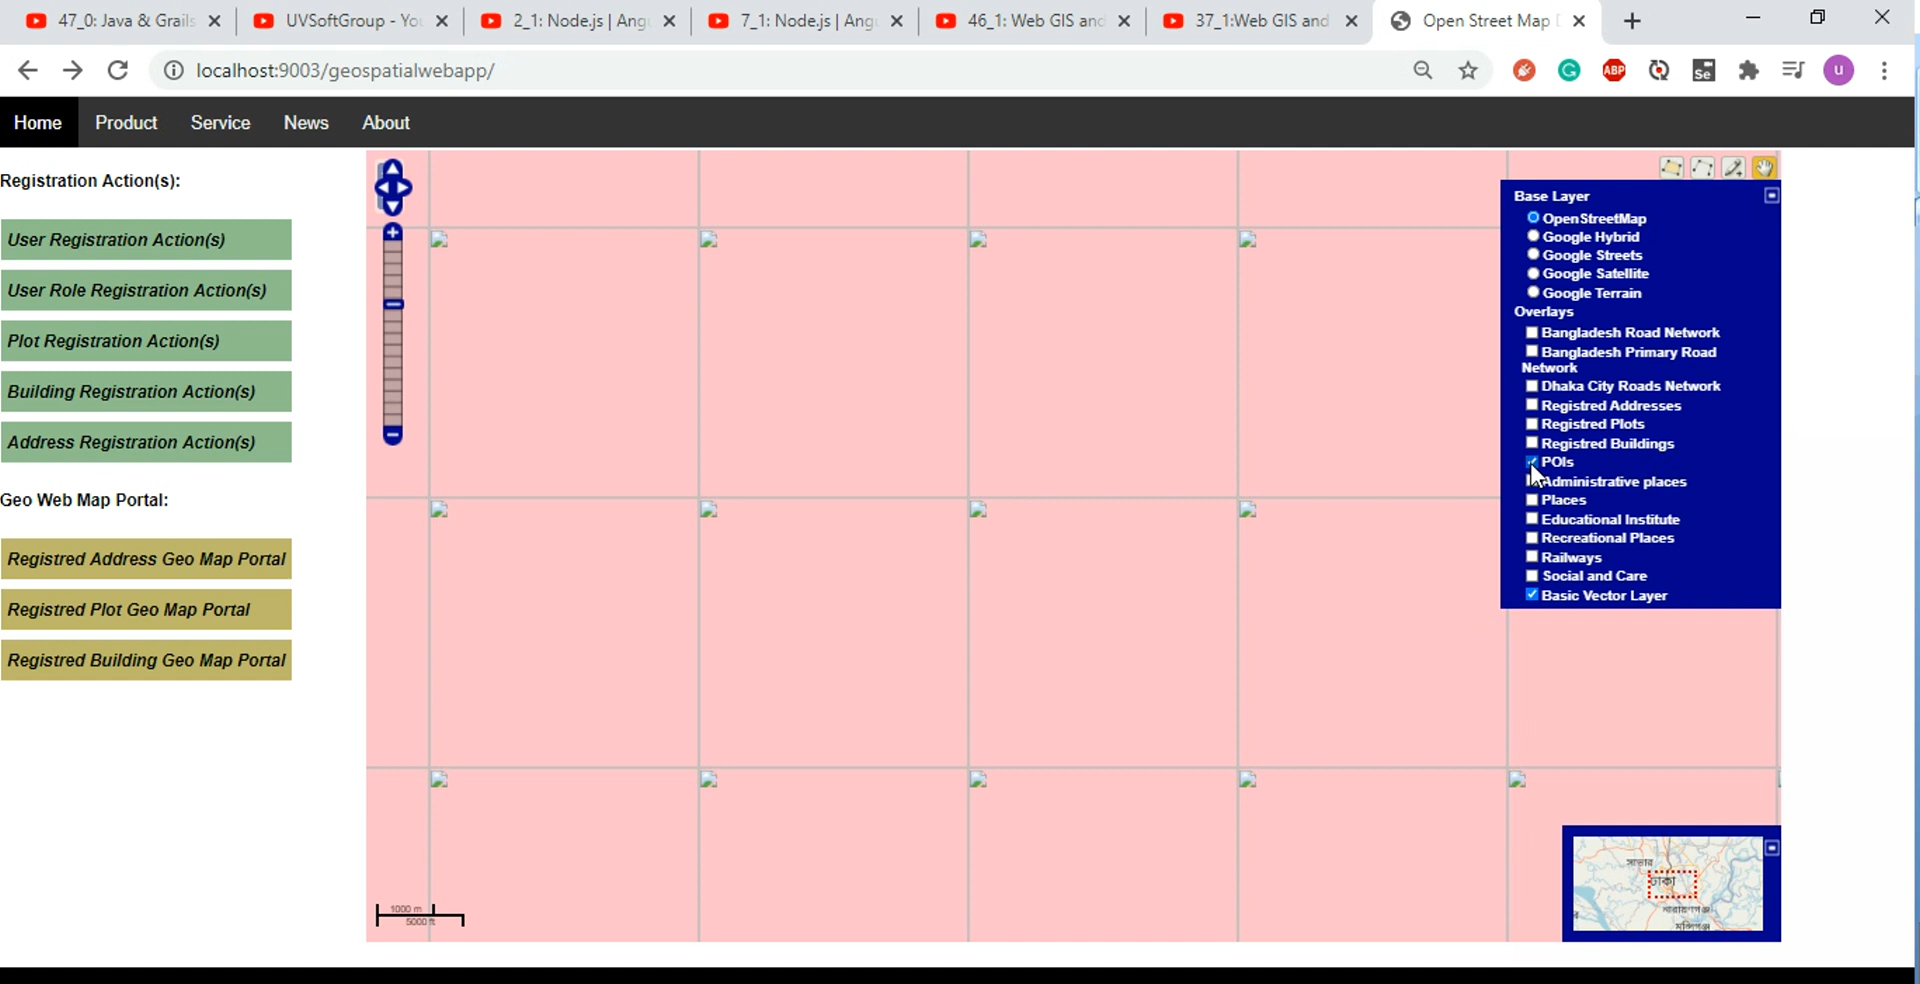 47_0: Java & Grails
UVSoftGroup - You
2_1: Node.js | Angu
7_1: Node.js | Angu
46_1: Web GIS and
37_1:Web GIS and
Open Street Map D
localhost:9003/geospatialwebapp/
ABP
Se
u
Home
Product
Service
News
About
Registration Action(s):
User Registration Action(s)
User Role Registration Action(s)
Plot Registration Action(s)
Building Registration Action(s)
Address Registration Action(s)
Geo Web Map Portal:
Registred Address Geo Map Portal
Registred Plot Geo Map Portal
Registred Building Geo Map Portal
Base Layer
OpenStreetMap
Google Hybrid
Google Streets
Google Satellite
Google Terrain
Overlays
Bangladesh Road Network
Bangladesh Primary Road
Network
Dhaka City Roads Network
Registred Addresses
Registred Plots
Registred Buildings
POIs
Administrative places
Places
Educational Institute
Recreational Places
Railways
Social and Care
Basic Vector Layer
1000 m
5000 ft
সাভার
ঢাকা
নারায়ণগঞ্জ
মুন্সিগঞ্জ